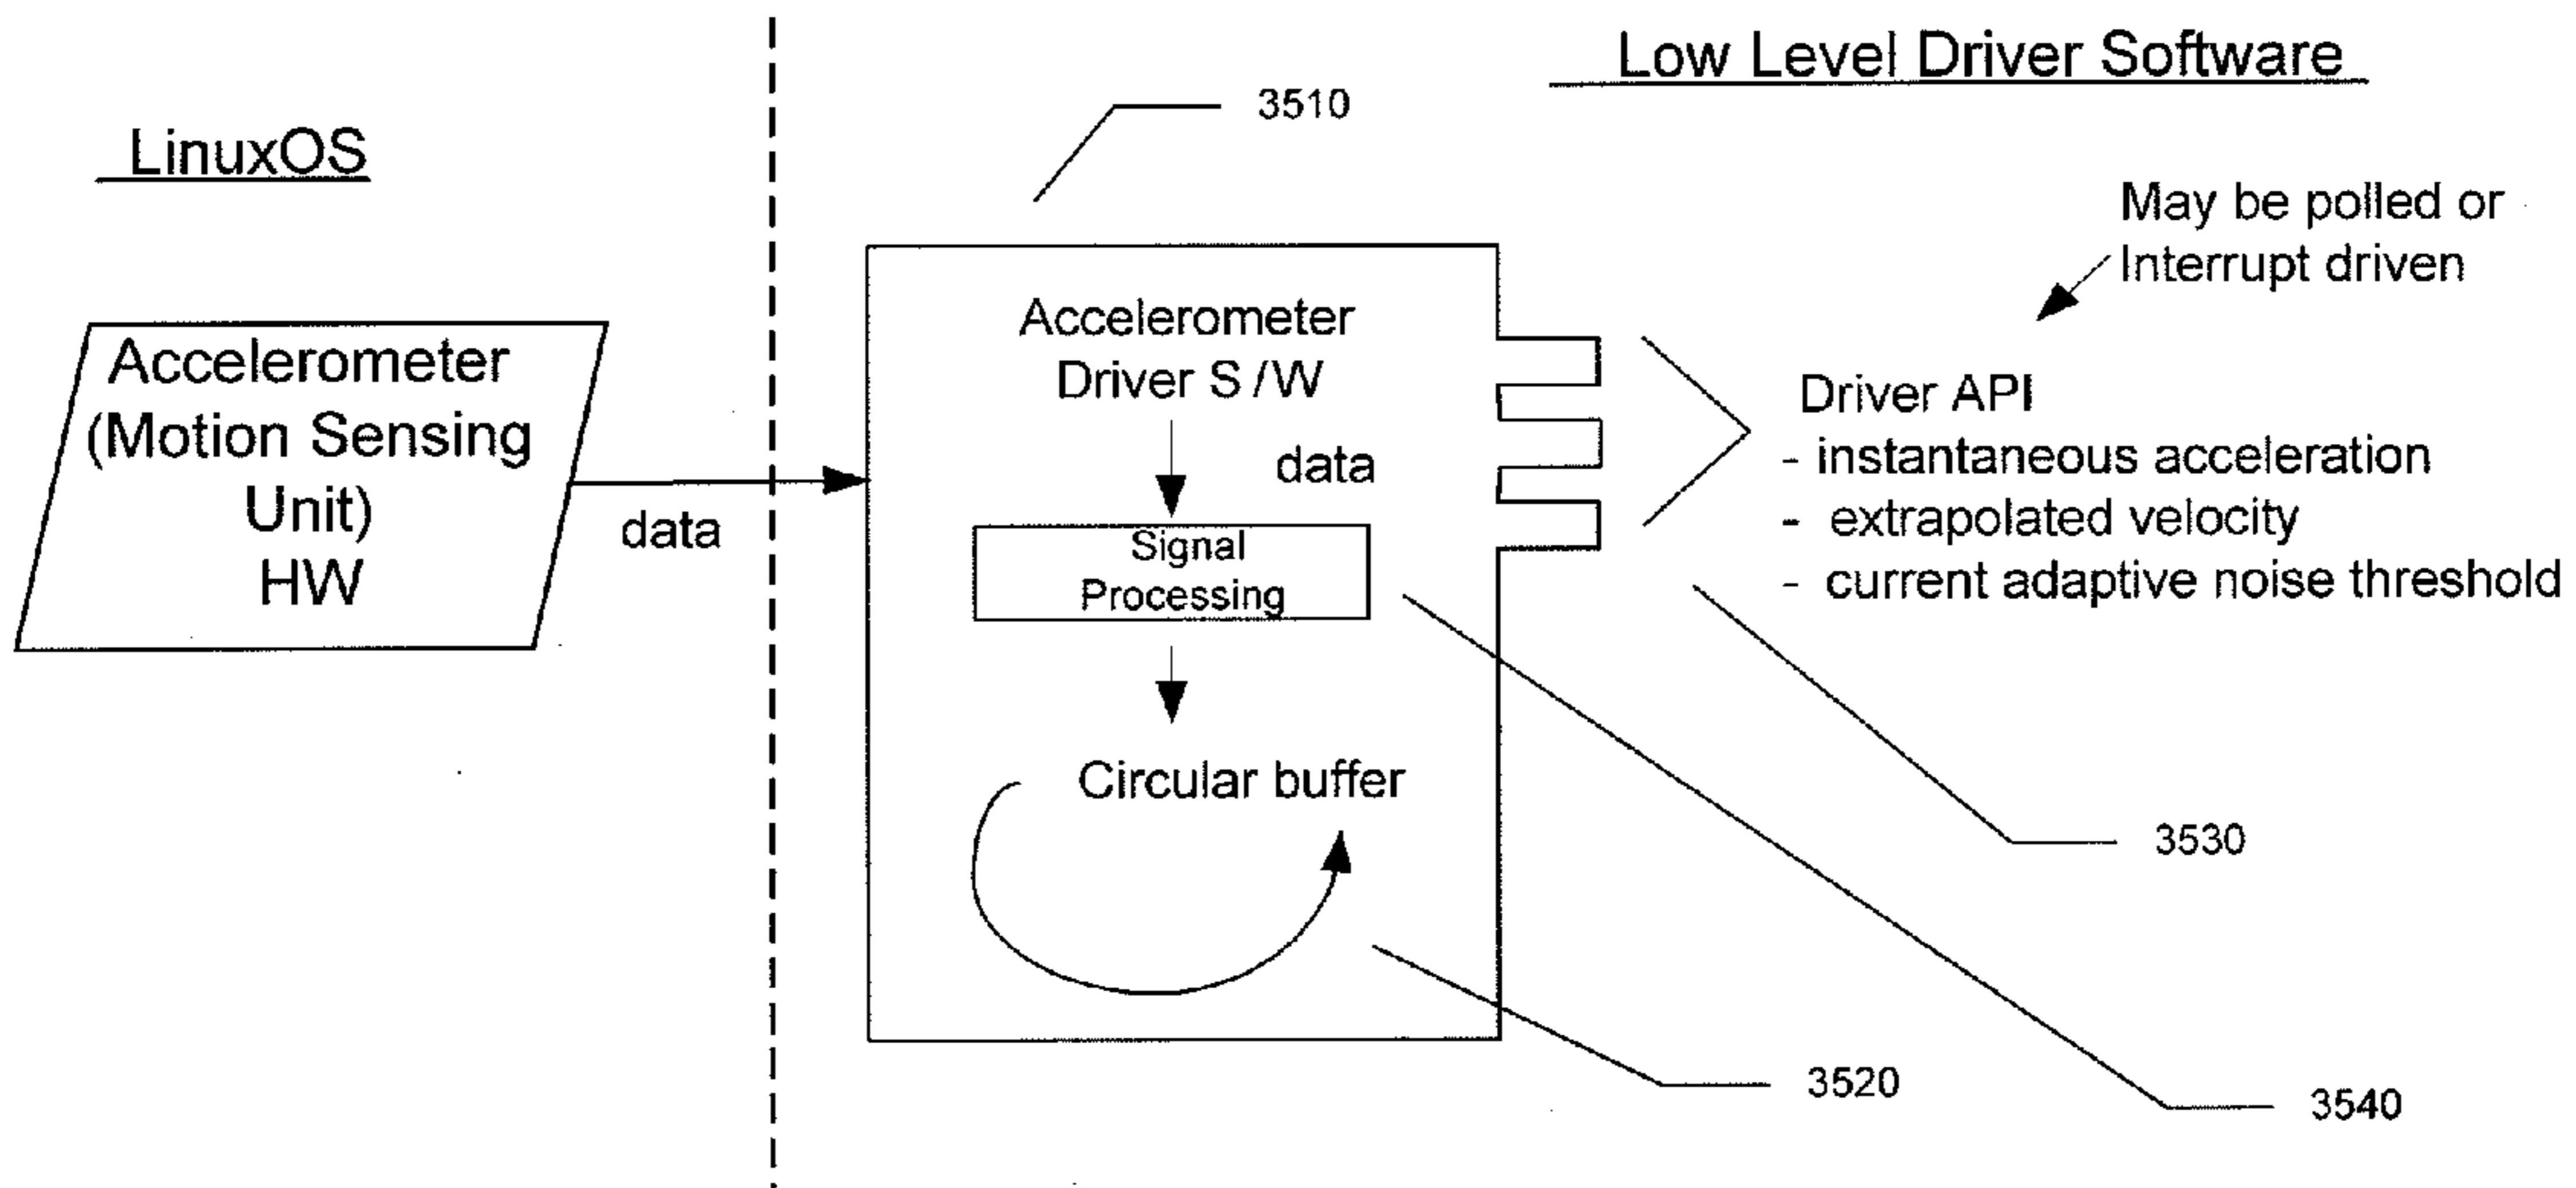 Low Level Driver Software
3510
LinuxOS
May be polled or
Interrupt driven
Accelerometer
(Motion Sensing
Unit)
HW
data
Accelerometer
Driver S /W
data
Signal
Processing
Circular buffer
Driver API
- instantaneous acceleration
- extrapolated velocity
- current adaptive noise threshold
3530
3520
3540